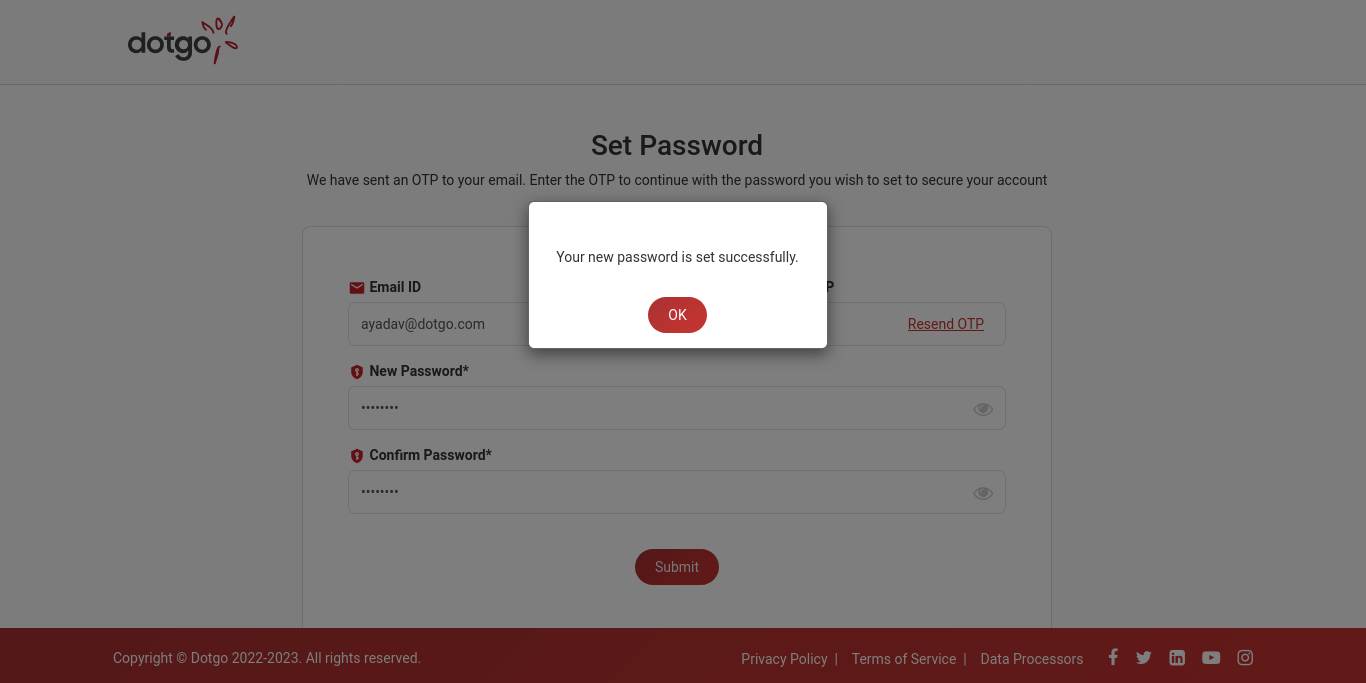 dotgo
Set Password
We have sent an OTP to your email. Enter the OTP to continue with the password you wish to set to secure your account
Your new password is set successfully.
OK
Email ID
ayadav@dotgo.com
Resend OTP
New Password*
••••••••
Confirm Password*
••••••••
Submit
Copyright © Dotgo 2022-2023. All rights reserved.
Privacy Policy | Terms of Service | Data Processors